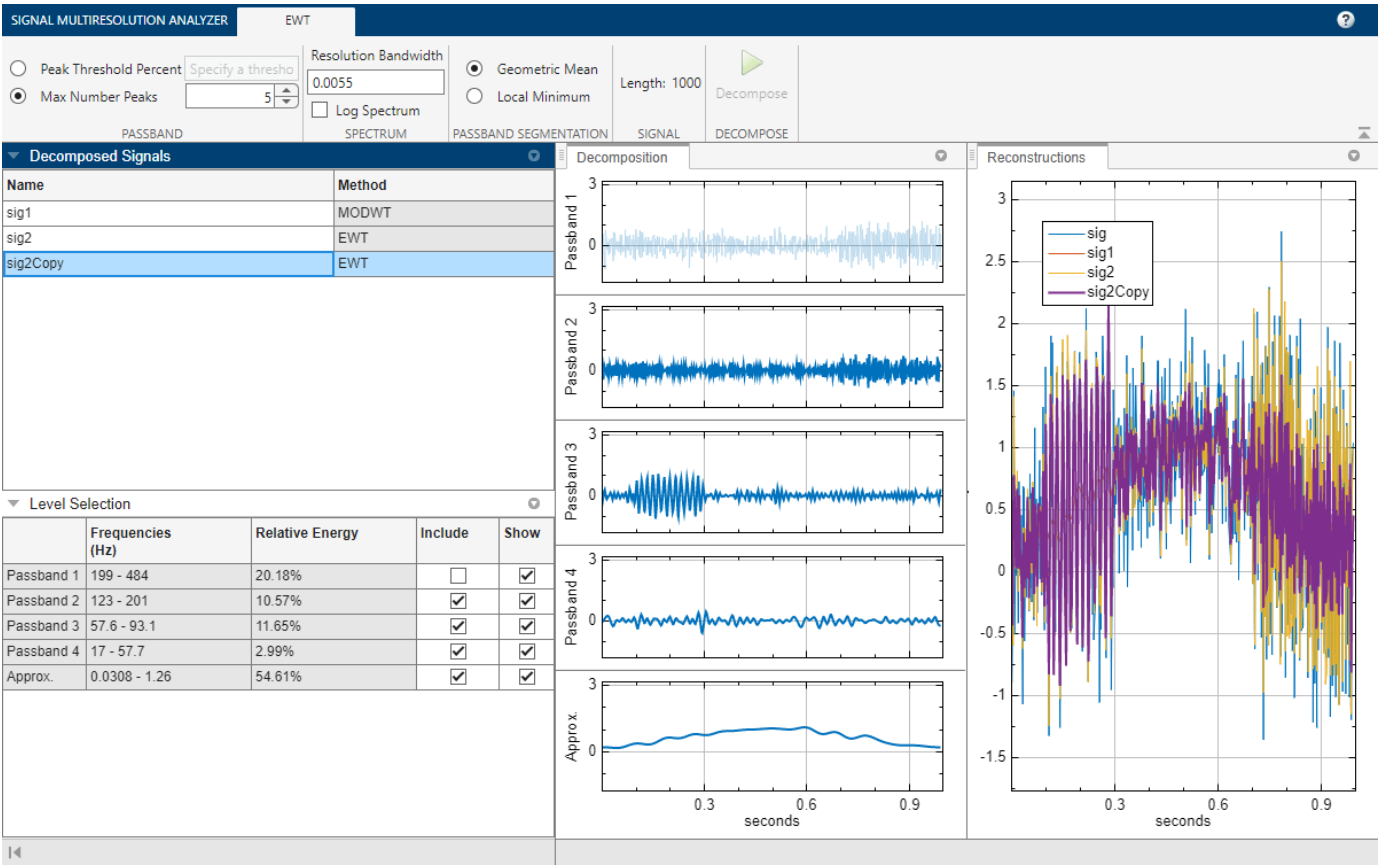 SIGNAL MULTIRESOLUTION ANALYZER EWT ?
Peak Threshold Percent Specify a thresho
Max Number Peaks 5
PASSBAND
Resolution Bandwidth
0.0055
Log Spectrum
SPECTRUM
Geometric Mean
Local Minimum
PASSBAND SEGMENTATION
Length: 1000
SIGNAL
Decompose
DECOMPOSE
Decomposed Signals
Name Method
sig1 MODWT
sig2 EWT
sig2Copy EWT
Level Selection
Frequencies
(Hz)
Relative Energy Include Show
Passband 1 199 - 484 20.18%
Passband 2 123 - 201 10.57%
Passband 3 57.6 - 93.1 11.65%
Passband 4 17 - 57.7 2.99%
Approx. 0.0308 - 1.26 54.61%
Decomposition
3
0
Passband 1
3
0
Passband 2
3
0
Passband 3
3
0
Passband 4
3
0
Approx.
0.3 0.6 0.9
seconds
Reconstructions
3
2.5
2
1.5
1
0.5
0
-0.5
-1
-1.5
sig
sig1
sig2
sig2Copy
0.3 0.6 0.9
seconds